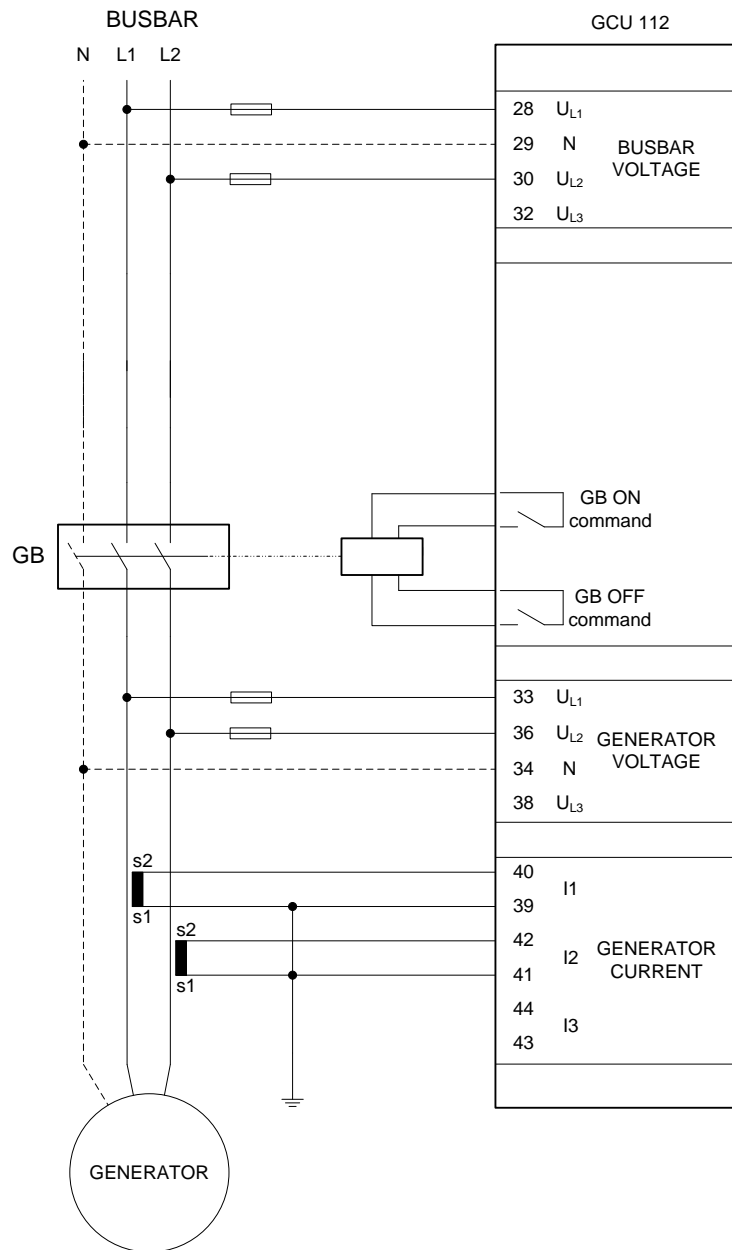 BUSBAR
GCU 112
N L1 L2
28 UL1
29 N
BUSBAR
VOLTAGE
30 UL2
32 UL3
GB ON
command
GB
GB OFF
command
33 UL1
36 UL2
GENERATOR
VOLTAGE
34 N
38 UL3
s2
s1
40
I1
39
s2
s1
42
I2
41
GENERATOR
CURRENT
44
I3
43
GENERATOR